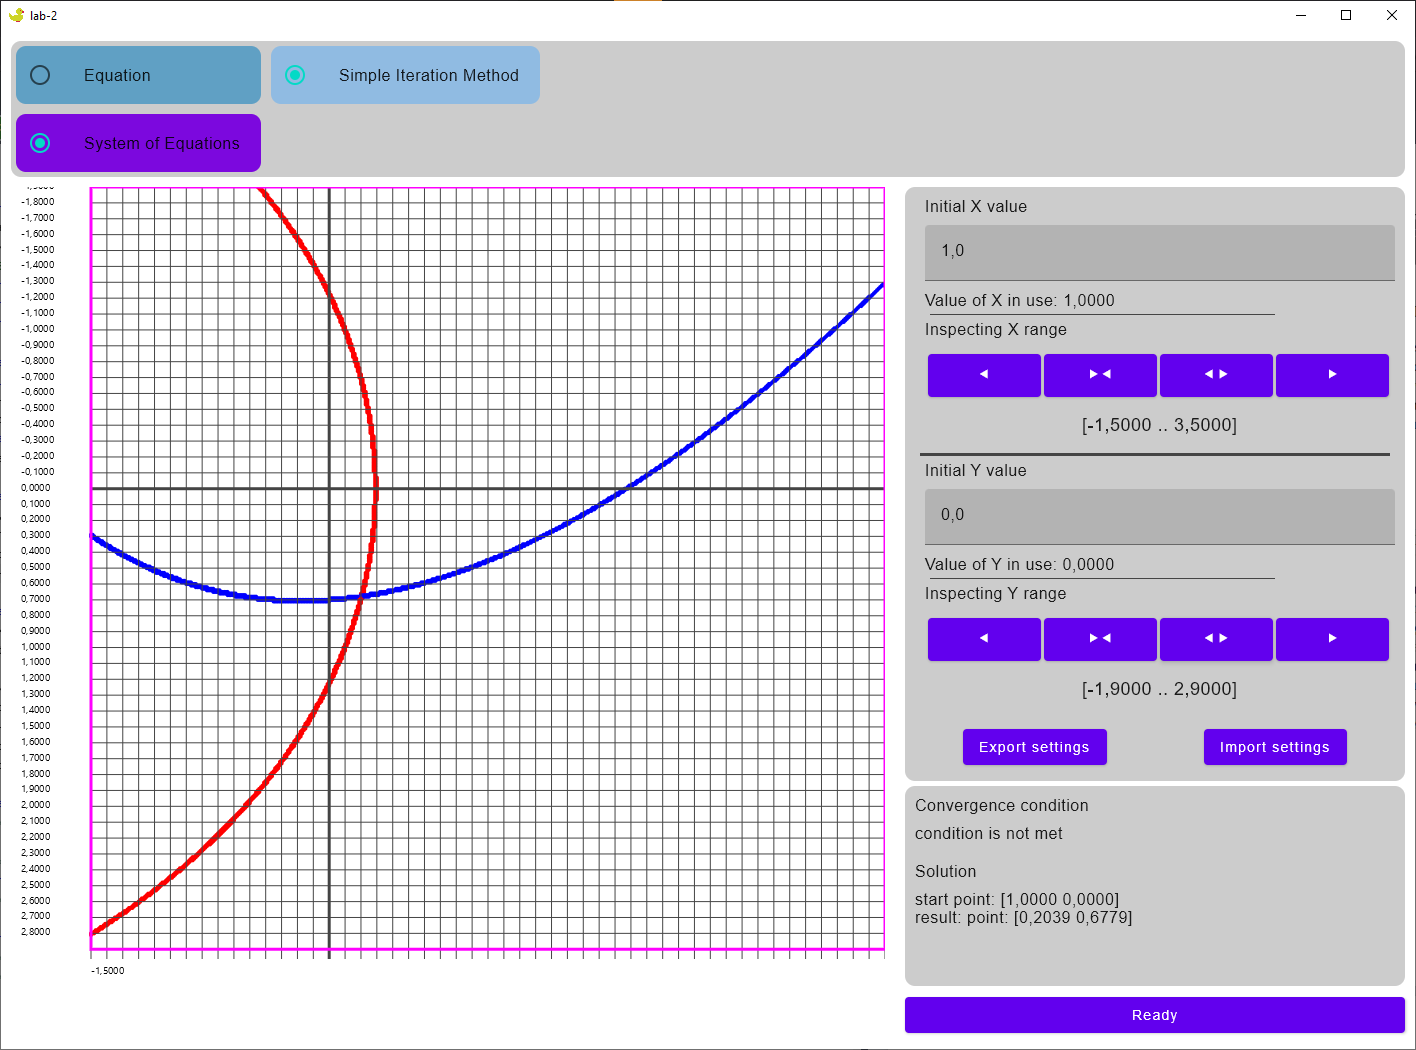 lab-2
Equation
Simple Iteration Method
System of Equations
-1,8000
-1,7000
-1,6000
-1,5000
-1,4000
-1,3000
-1,2000
-1,1000
-1,0000
-0,9000
-0,8000
-0,7000
-0,6000
-0,5000
-0,4000
-0,3000
-0,2000
-0,1000
0,0000
0,1000
0,2000
0,3000
0,4000
0,5000
0,6000
0,7000
0,8000
0,9000
1,0000
1,1000
1,2000
1,3000
1,4000
1,5000
1,6000
1,7000
1,8000
1,9000
2,0000
2,1000
2,2000
2,3000
2,4000
2,5000
2,6000
2,7000
2,8000
-1,5000
Initial X value
1,0
Value of X in use: 1,0000
Inspecting X range
[-1,5000 .. 3,5000]
Initial Y value
0,0
Value of Y in use: 0,0000
Inspecting Y range
[-1,9000 .. 2,9000]
Export settings
Import settings
Convergence condition
condition is not met
Solution
start point: [1,0000 0,0000]
result: point: [0,2039 0,6779]
Ready